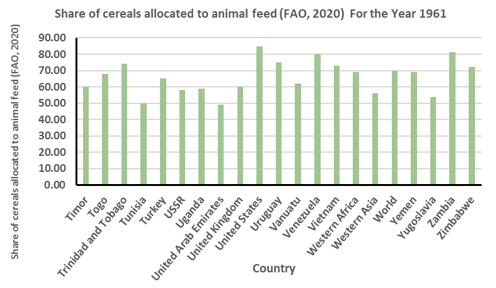 Share of cereals allocated to animal feed (FAO, 2020)  For the Year 1961
Share of cereals allocated to animal feed (FAO, 2020)
90.00
80.00
70.00
60.00
50.00
40.00
30.00
20.00
10.00
0.00
Timor
Togo
Trinidad and Tobago
Tunisia
Turkey
USSR
Uganda
United Arab Emirates
United Kingdom
United States
Uruguay
Vanuatu
Venezuela
Vietnam
Western Africa
Western Asia
World
Yemen
Yugoslavia
Zambia
Zimbabwe
Country